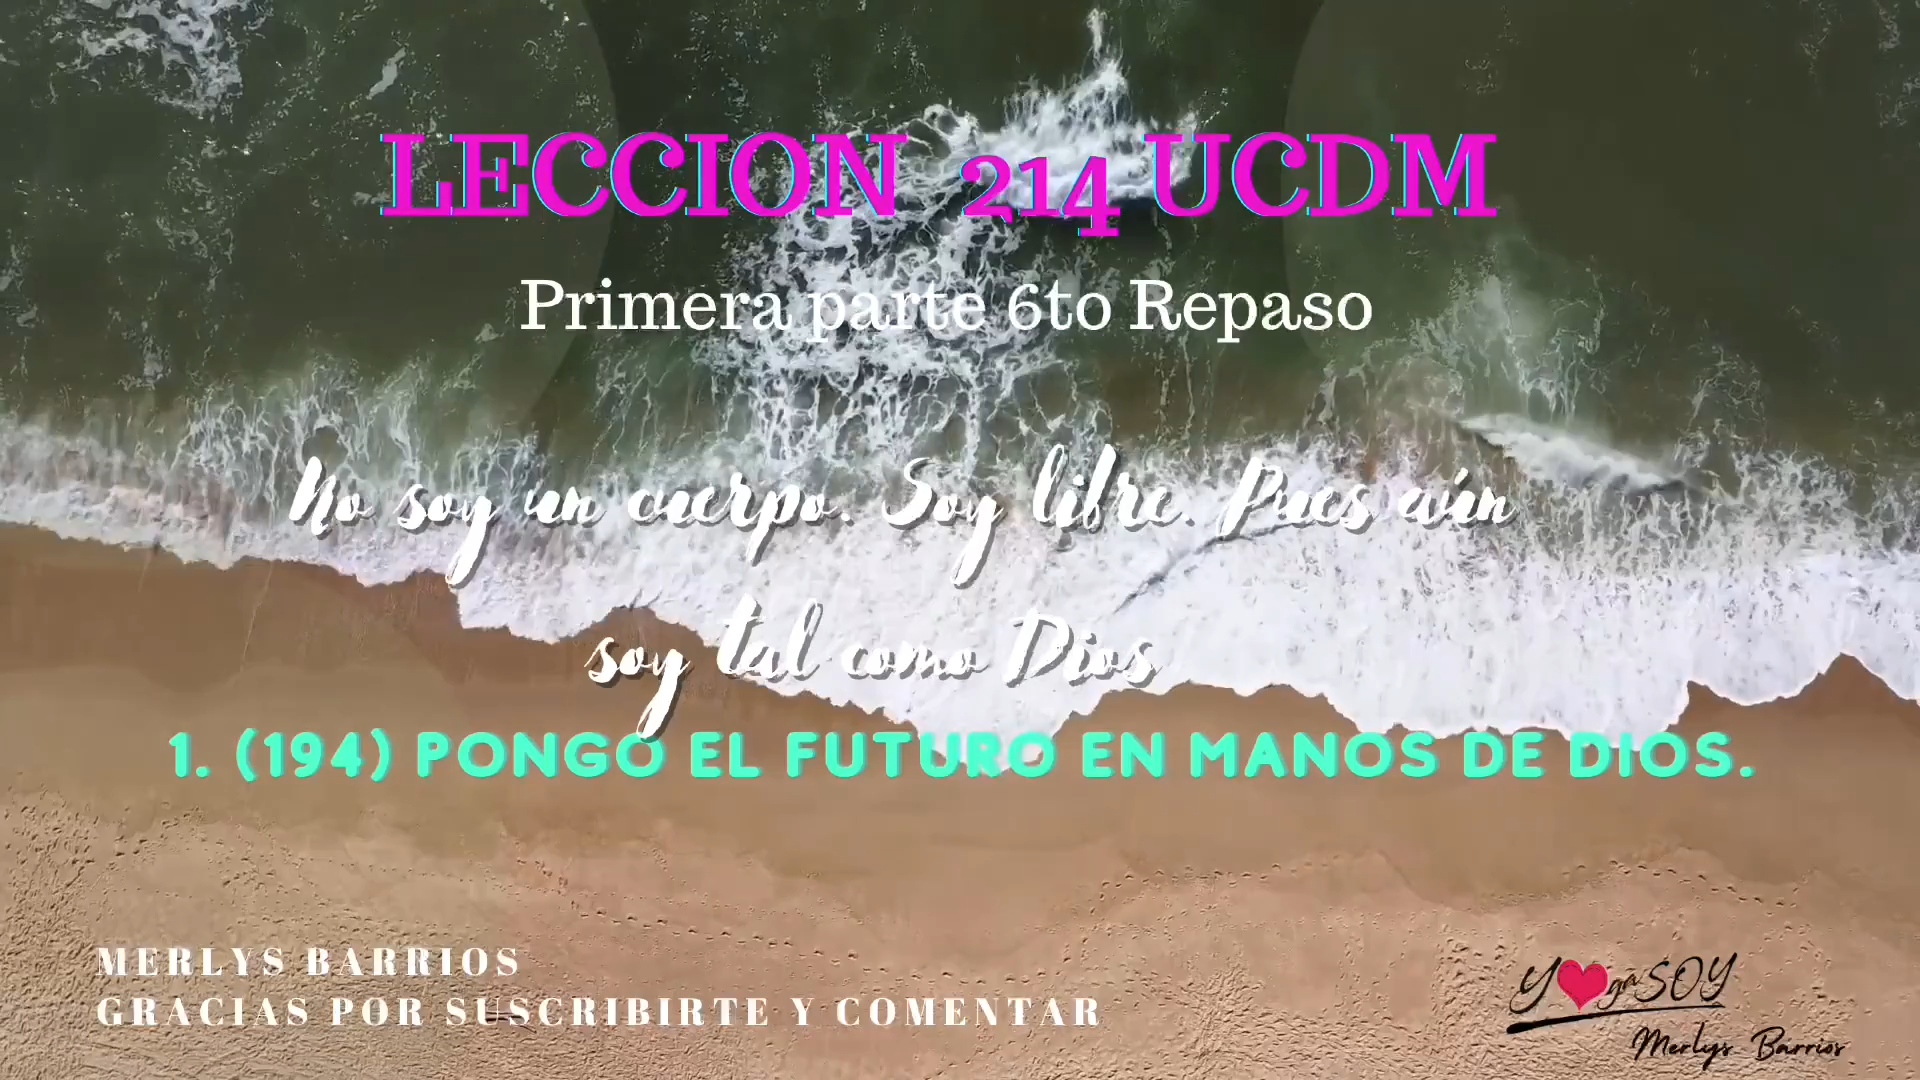 LECCION 214 UCDM
Primera parte 6to Repaso
No soy un cuerpo. Soy libre. Pues aún
soy tal como Dios
1. (194) PONGO EL FUTURO EN MANOS DE DIOS.
MERLYS BARRIOS
GRACIAS POR SUSCRIBIRTE Y COMENTAR
Y❤gaSOY
Merlys Barrios